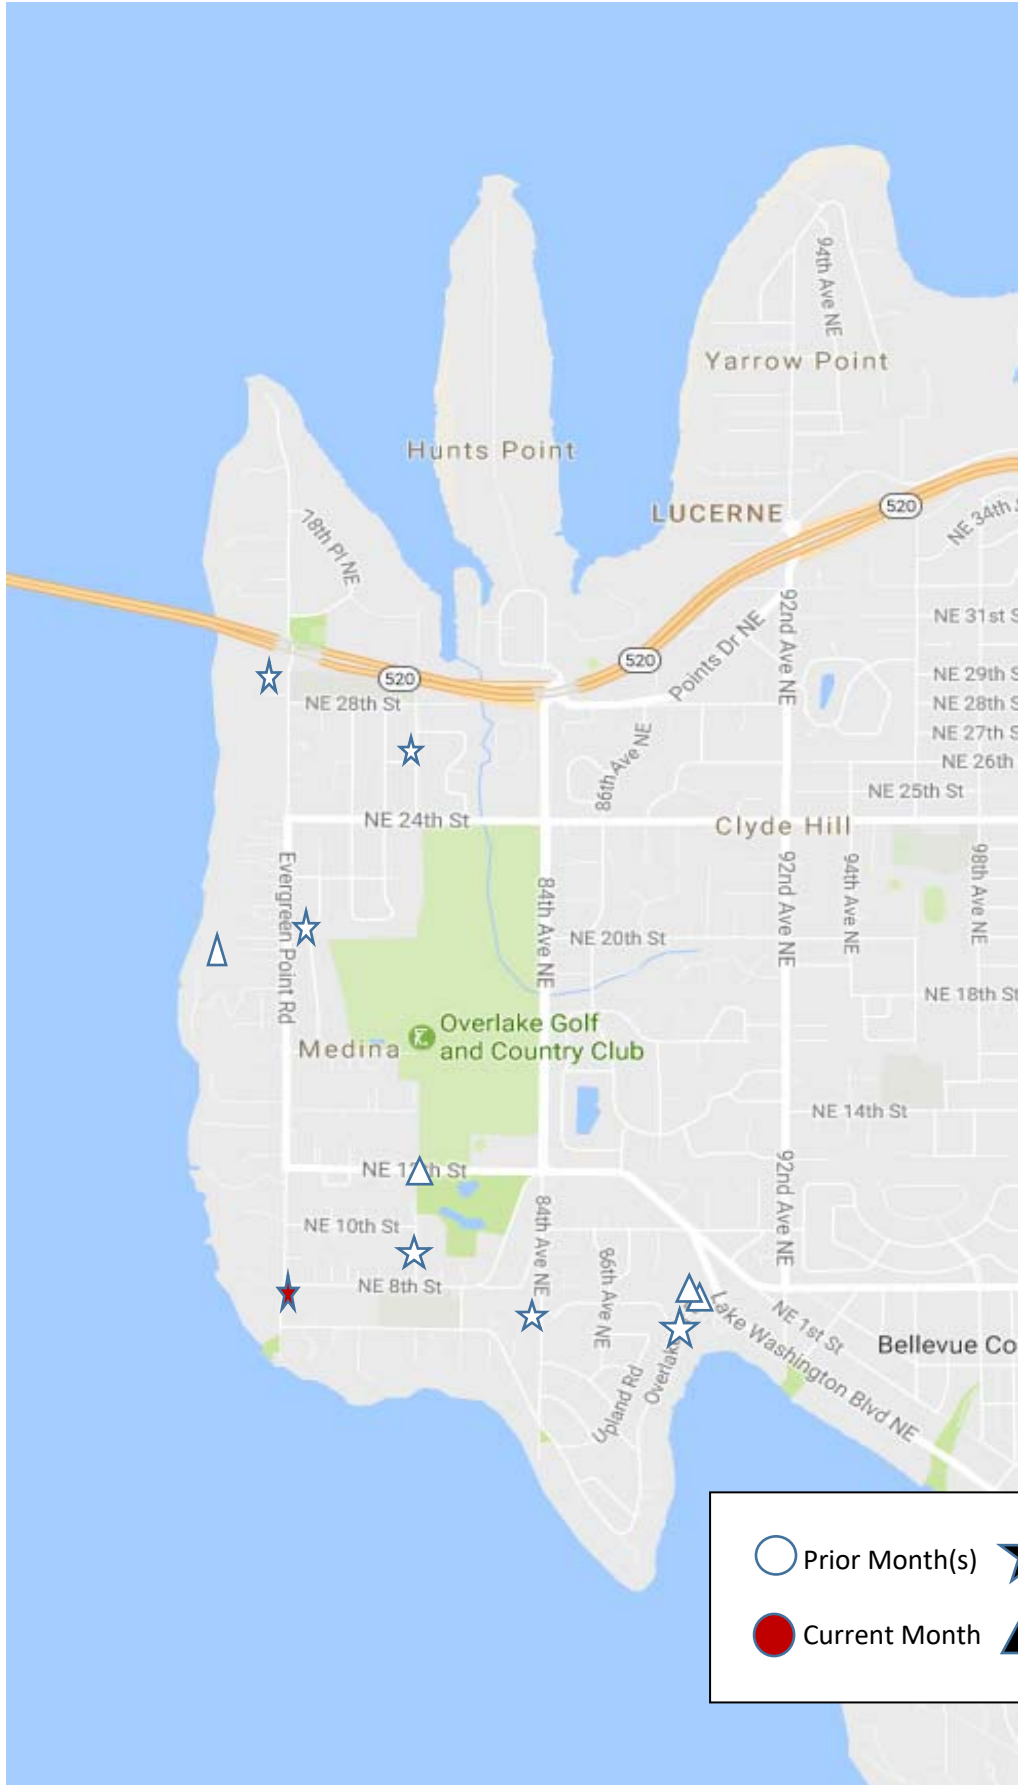 94th Ave NE
Yarrow Point
Hunts Point
LUCERNE
520
NE 34th
78th Pl NE
92nd Ave NE
NE 31st S
Points Dr NE
520
520
NE 29th S
NE 28th St
NE 28th S
NE 27th S
86th Ave NE
NE 26th
NE 25th St
NE 24th St
Clyde Hill
Evergreen Point Rd
84th Ave NE
92nd Ave NE
94th Ave NE
98th Ave NE
NE 20th St
NE 18th St
Overlake Golf
and Country Club
Medina
NE 14th St
NE 12th St
92nd Ave NE
84th Ave NE
NE 10th St
86th Ave NE
NE 8th St
Lake Washington Blvd NE
NE 1st St
Overlake
Upland Rd
Bellevue Co
Prior Month(s)
Current Month